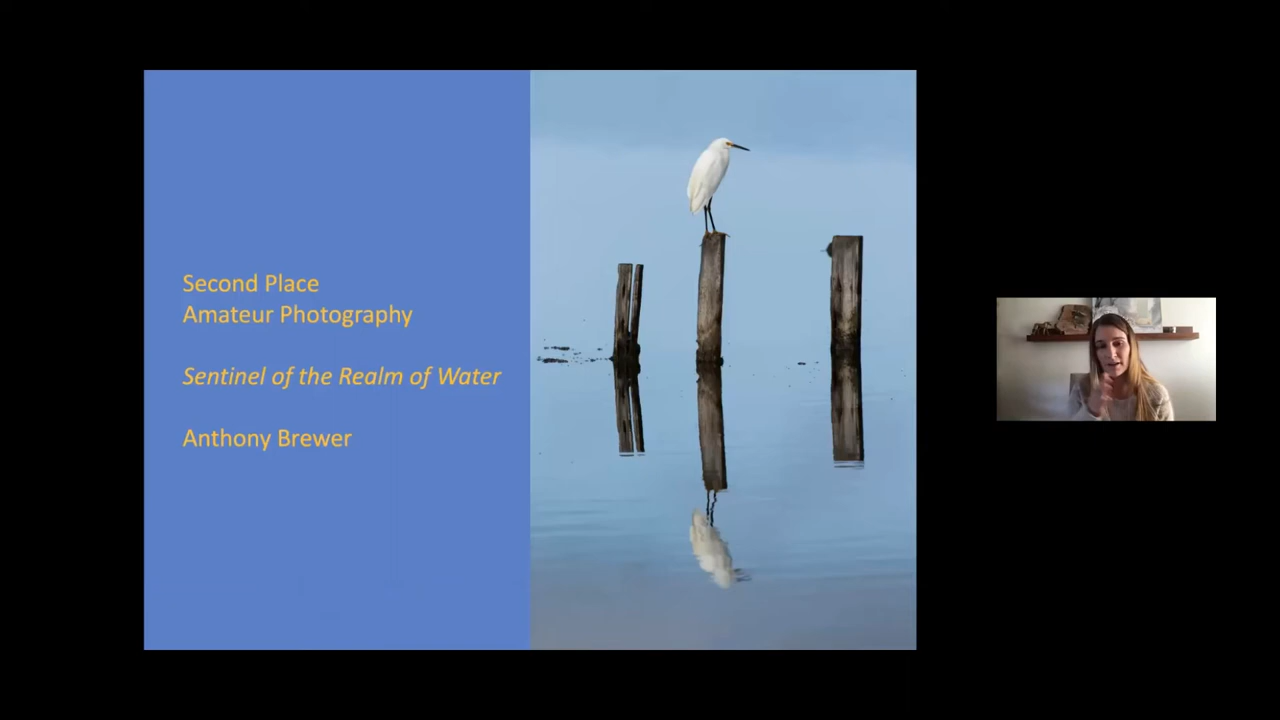 Second Place
Amateur Photography
Sentinel of the Realm of Water
Anthony Brewer